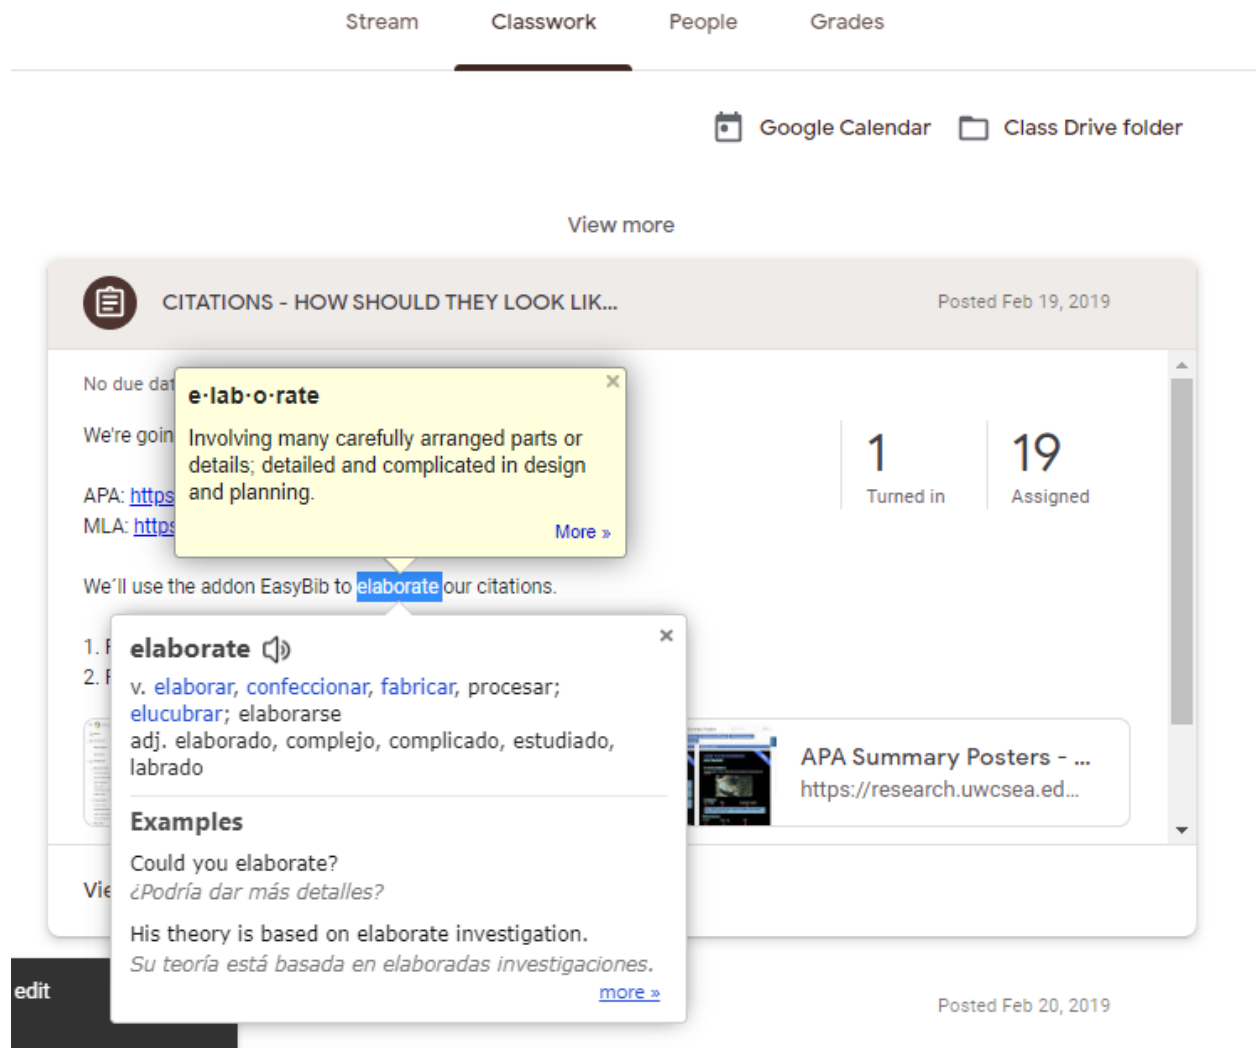 Stream Classwork People Grades
Google Calendar Class Drive folder
View more
CITATIONS - HOW SHOULD THEY LOOK LIK...
Posted Feb 19, 2019
No due dat
We're goin
APA: https
MLA: https
e·lab·o·rate
Involving many carefully arranged parts or
details; detailed and complicated in design
and planning.
More »
1
Turned in
19
Assigned
We´ll use the addon EasyBib to elaborate our citations.
1. F
2. F
elaborate
v. elaborar, confeccionar, fabricar, procesar;
elucubrar; elaborarse
adj. elaborado, complejo, complicado, estudiado,
labrado
Examples
Could you elaborate?
¿Podría dar más detalles?
His theory is based on elaborate investigation.
Su teoría está basada en elaboradas investigaciones.
more »
APA Summary Posters - ...
https://research.uwcsea.ed...
Vie
edit
Posted Feb 20, 2019